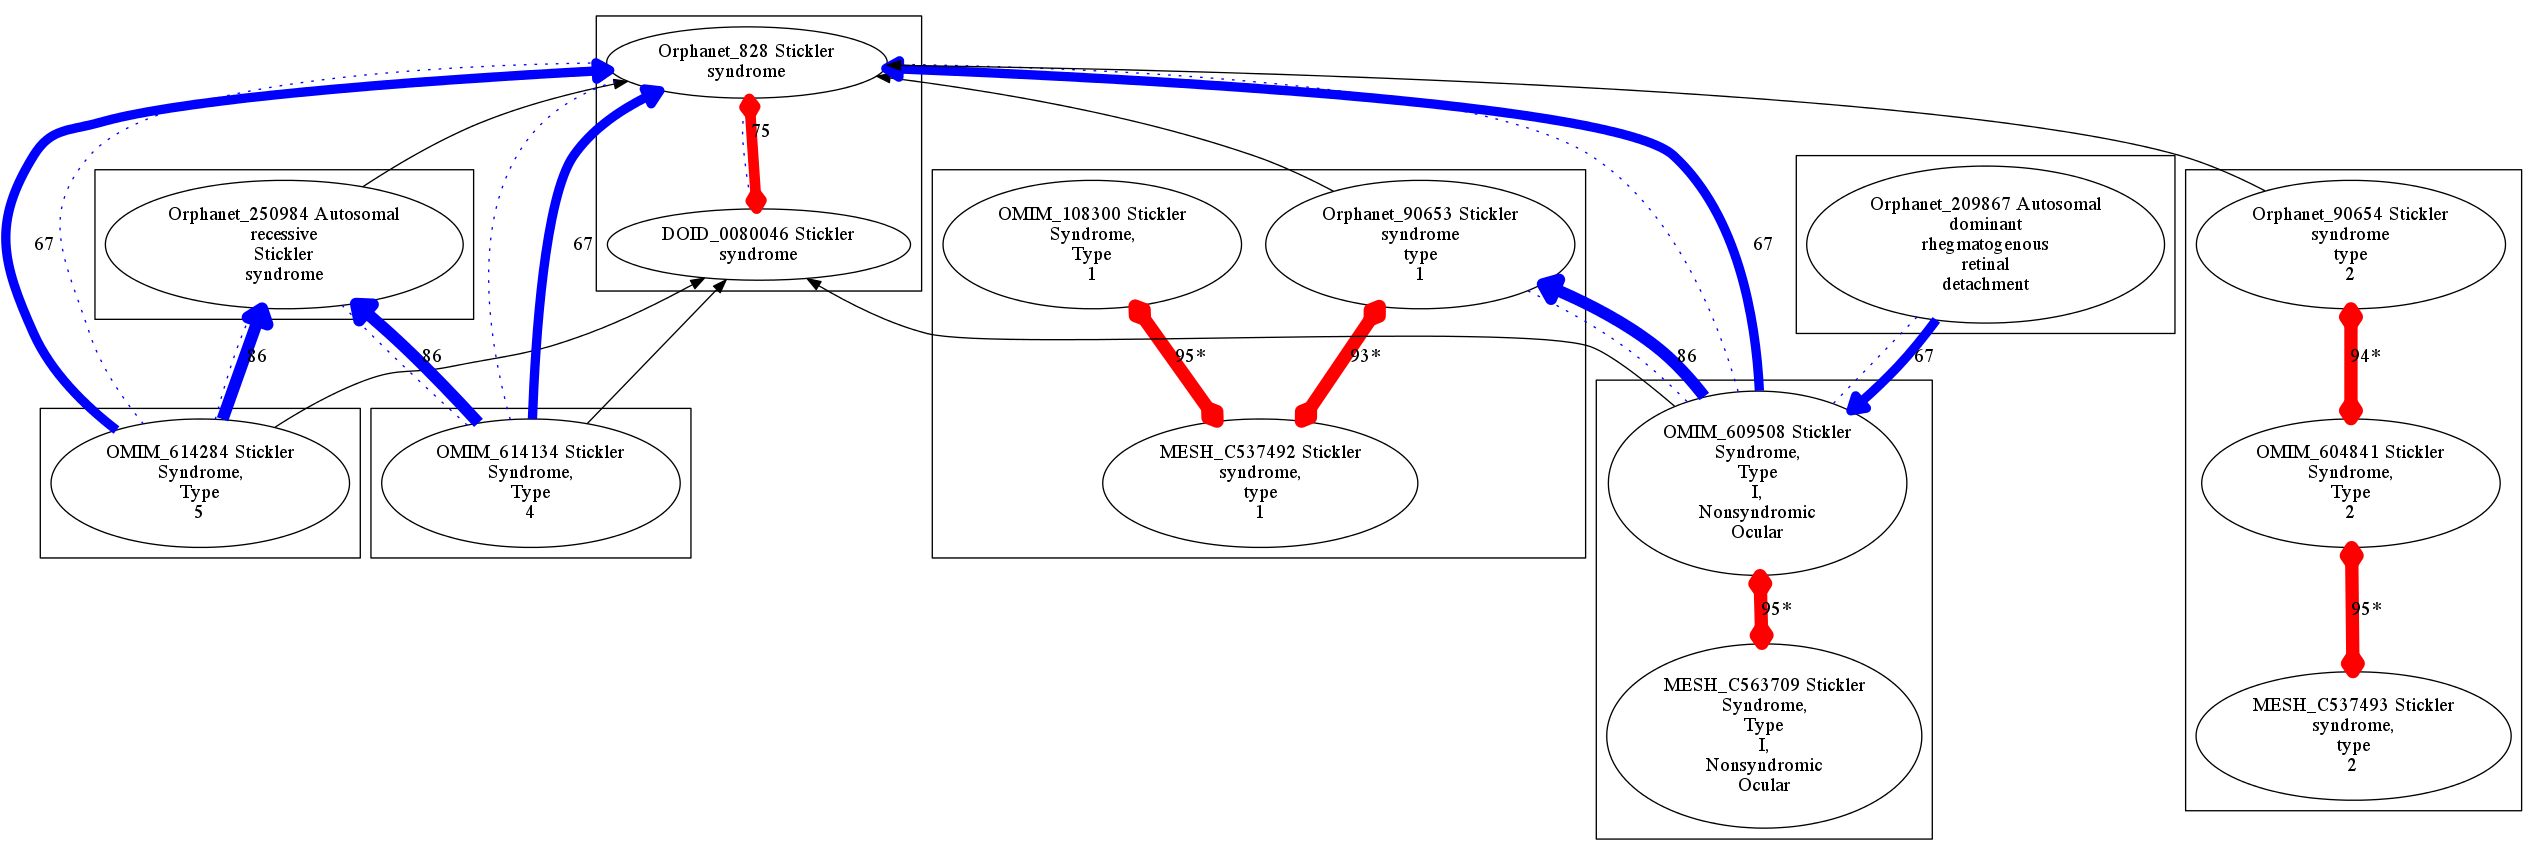 Orphanet_828 Stickler
syndrome
75
DOID_0080046 Stickler
syndrome
67
Orphanet_250984 Autosomal
recessive
Stickler
syndrome
67
OMIM_108300 Stickler
Syndrome,
Type
1
Orphanet_90653 Stickler
syndrome
type
1
67
Orphanet_209867 Autosomal
dominant
rhegmatogenous
retinal
detachment
Orphanet_90654 Stickler
syndrome
type
2
86
86
95*
93*
86
67
94*
OMIM_614284 Stickler
Syndrome,
Type
5
OMIM_614134 Stickler
Syndrome,
Type
4
MESH_C537492 Stickler
syndrome,
type
1
OMIM_609508 Stickler
Syndrome,
Type
I,
Nonsyndromic
Ocular
OMIM_604841 Stickler
Syndrome,
Type
2
95*
95*
MESH_C563709 Stickler
Syndrome,
Type
I,
Nonsyndromic
Ocular
MESH_C537493 Stickler
syndrome,
type
2